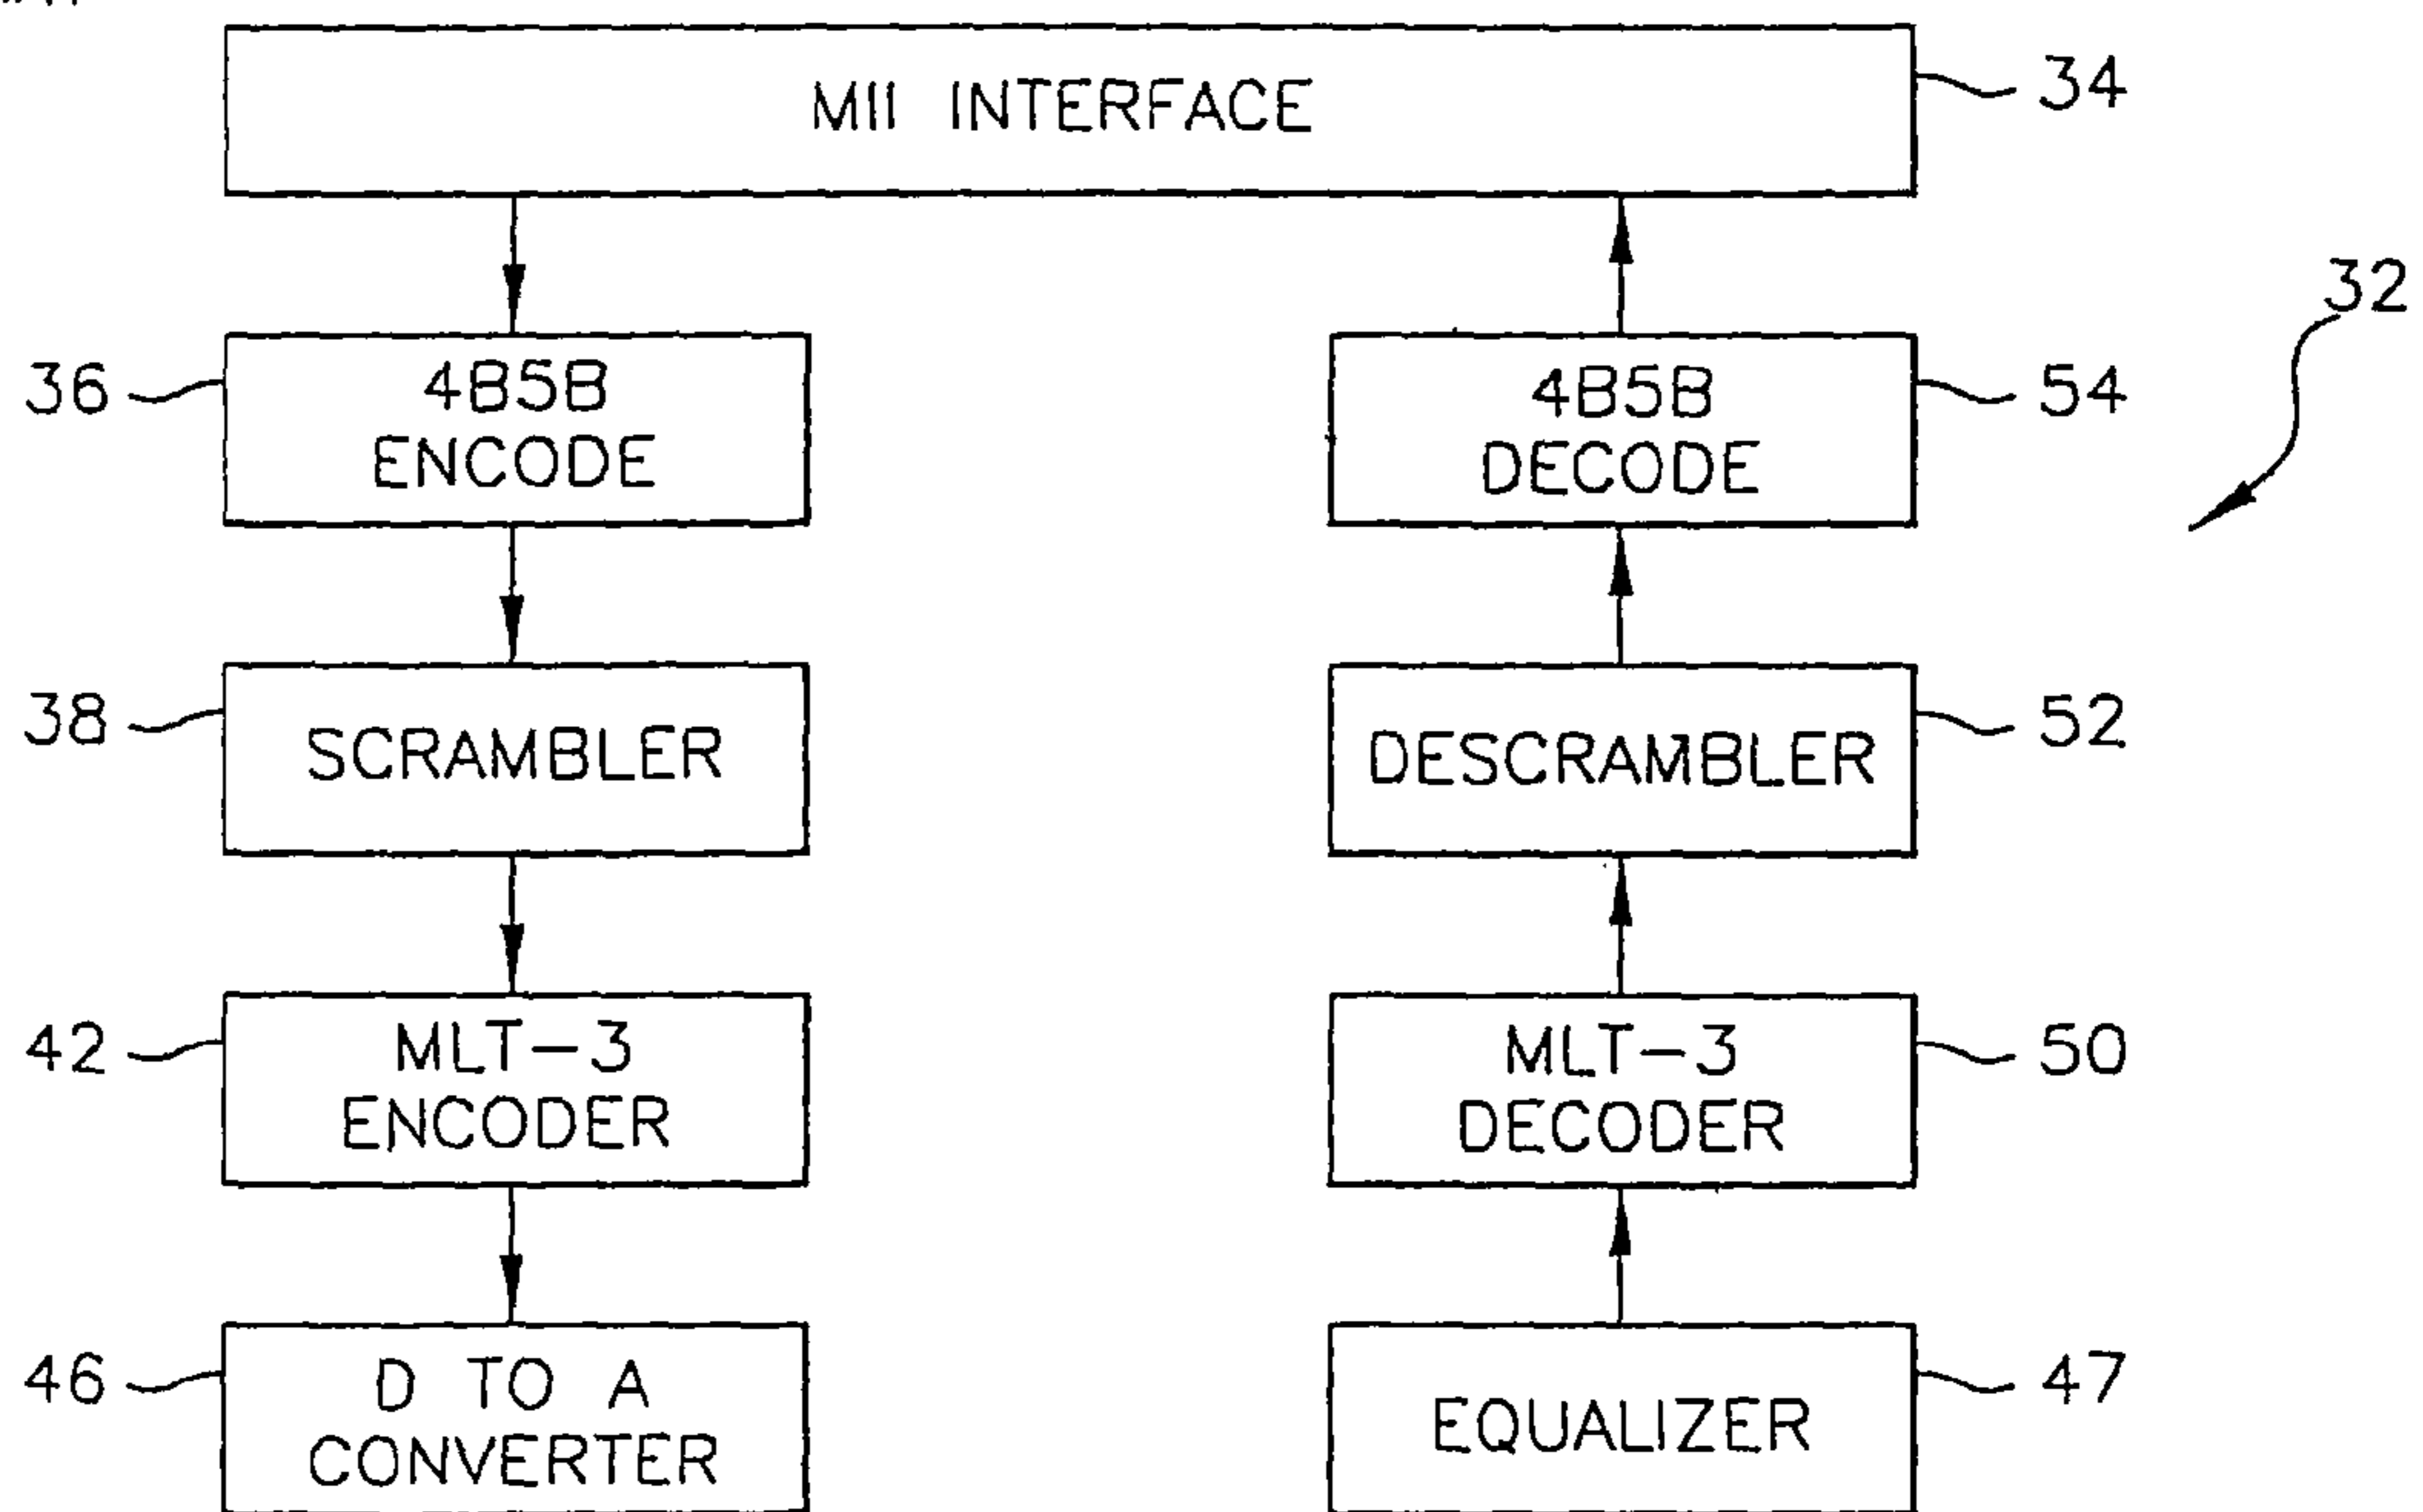 MII INTERFACE
34
32
36
4B5B
ENCODE
4B5B
DECODE
54
38
SCRAMBLER
DESCRAMBLER
52
42
MLT-3
ENCODER
MLT-3
DECODER
50
46
D TO A
CONVERTER
EQUALIZER
47